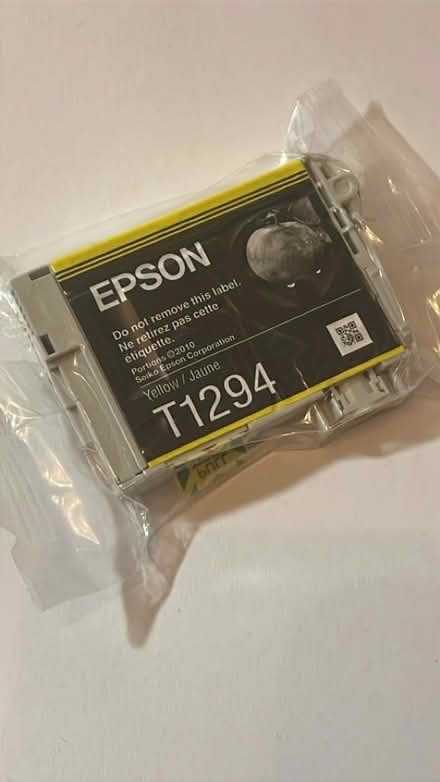 EPSON
Do not remove this label.
Ne retirez pas cette
étiquette.
Portions ©2010
Seiko Epson Corporation
Yellow / Jaune
T1294